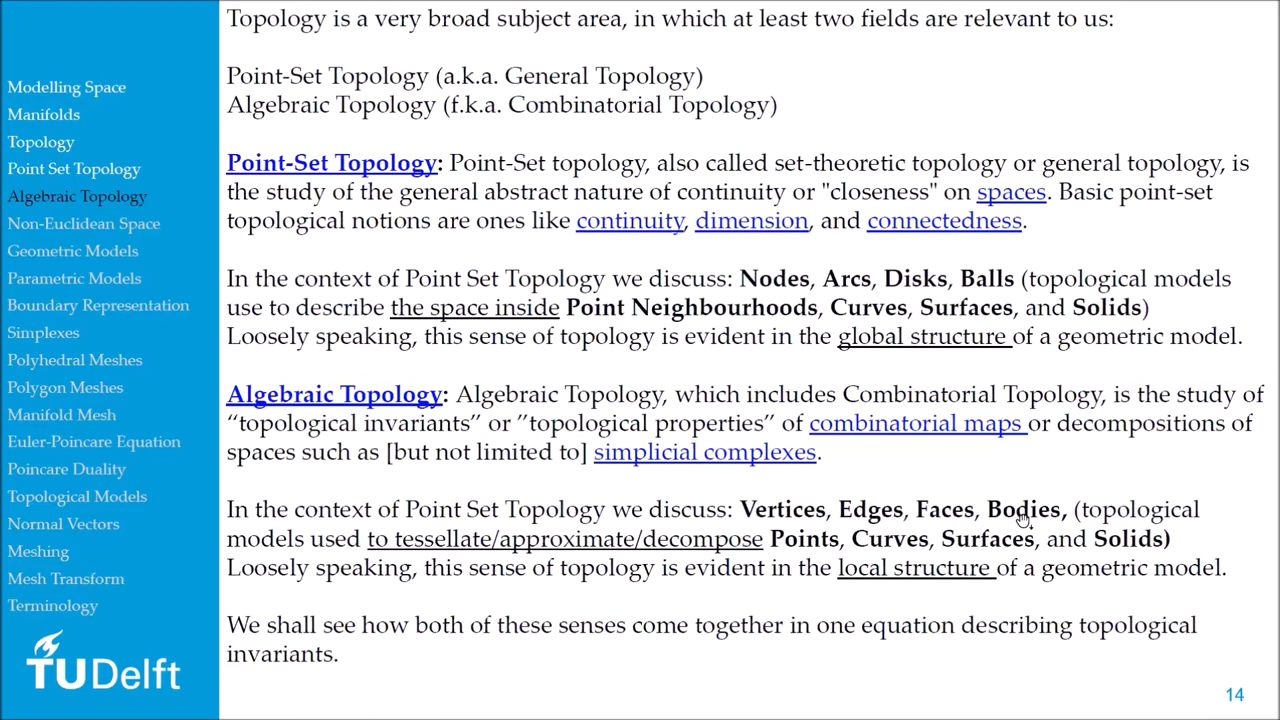 Modelling Space
Manifolds
Topology
Point Set Topology
Algebraic Topology
Non-Euclidean Space
Geometric Models
Parametric Models
Boundary Representation
Simplexes
Polyhedral Meshes
Polygon Meshes
Manifold Mesh
Euler-Poincare Equation
Poincare Duality
Topological Models
Normal Vectors
Meshing
Mesh Transform
Terminology
TUDelft
Topology is a very broad subject area, in which at least two fields are relevant to us:
Point-Set Topology (a.k.a. General Topology)
Algebraic Topology (f.k.a. Combinatorial Topology)
Point-Set Topology: Point-Set topology, also called set-theoretic topology or general topology, is
the study of the general abstract nature of continuity or "closeness" on spaces. Basic point-set
topological notions are ones like continuity, dimension, and connectedness.
In the context of Point Set Topology we discuss: Nodes, Arcs, Disks, Balls (topological models
use to describe the space inside Point Neighbourhoods, Curves, Surfaces, and Solids)
Loosely speaking, this sense of topology is evident in the global structure of a geometric model.
Algebraic Topology: Algebraic Topology, which includes Combinatorial Topology, is the study of
“topological invariants” or ”topological properties” of combinatorial maps or decompositions of
spaces such as [but not limited to] simplicial complexes.
In the context of Point Set Topology we discuss: Vertices, Edges, Faces, Bodies, (topological
models used to tessellate/approximate/decompose Points, Curves, Surfaces, and Solids)
Loosely speaking, this sense of topology is evident in the local structure of a geometric model.
We shall see how both of these senses come together in one equation describing topological
invariants.
14